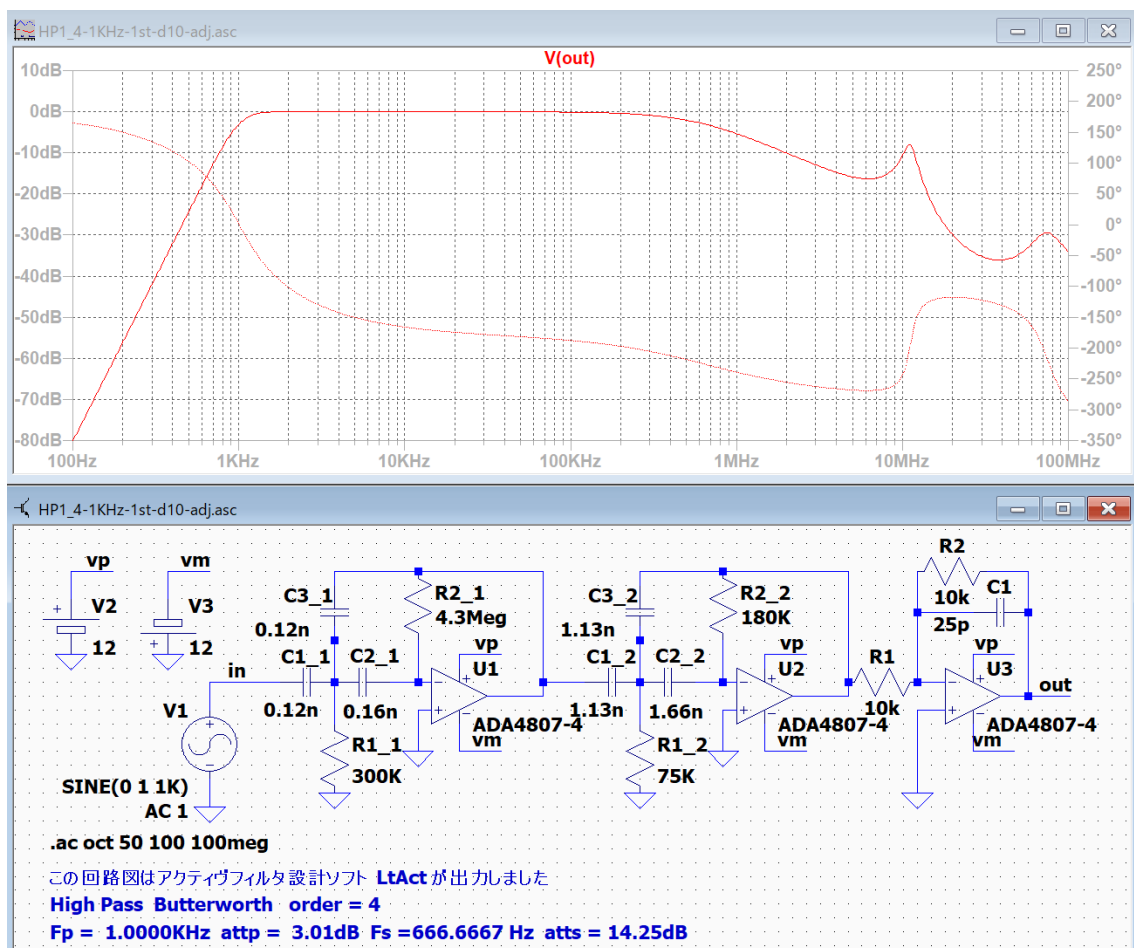 HP1_4-1KHz-1st-d10-adj.asc
V(out)
10dB
0dB
-10dB
-20dB
-30dB
-40dB
-50dB
-60dB
-70dB
-80dB
250°
200°
150°
100°
50°
0°
-50°
-100°
-150°
-200°
-250°
-300°
-350°
100Hz 1KHz 10KHz 100KHz 1MHz 10MHz 100MHz
HP1_4-1KHz-1st-d10-adj.asc
vp
V2
12
vm
V3
12
in
V1
SINE(0 1 1K)
AC 1
C3_1
0.12n
R2_1
4.3Meg
C1_1
0.12n
C2_1
0.16n
R1_1
300K
vp
U1
ADA4807-4
vm
C3_2
1.13n
R2_2
180K
C1_2
1.13n
C2_2
1.66n
R1_2
75K
vp
U2
ADA4807-4
vm
R2
10k
C1
25p
R1
10k
vp
U3
ADA4807-4
vm
out
.ac oct 50 100 100meg
この回路図はアクティヴフィルタ設計ソフト LtAct が出力しました
High Pass Butterworth order = 4
Fp = 1.0000KHz attp = 3.01dB Fs =666.6667 Hz atts = 14.25dB